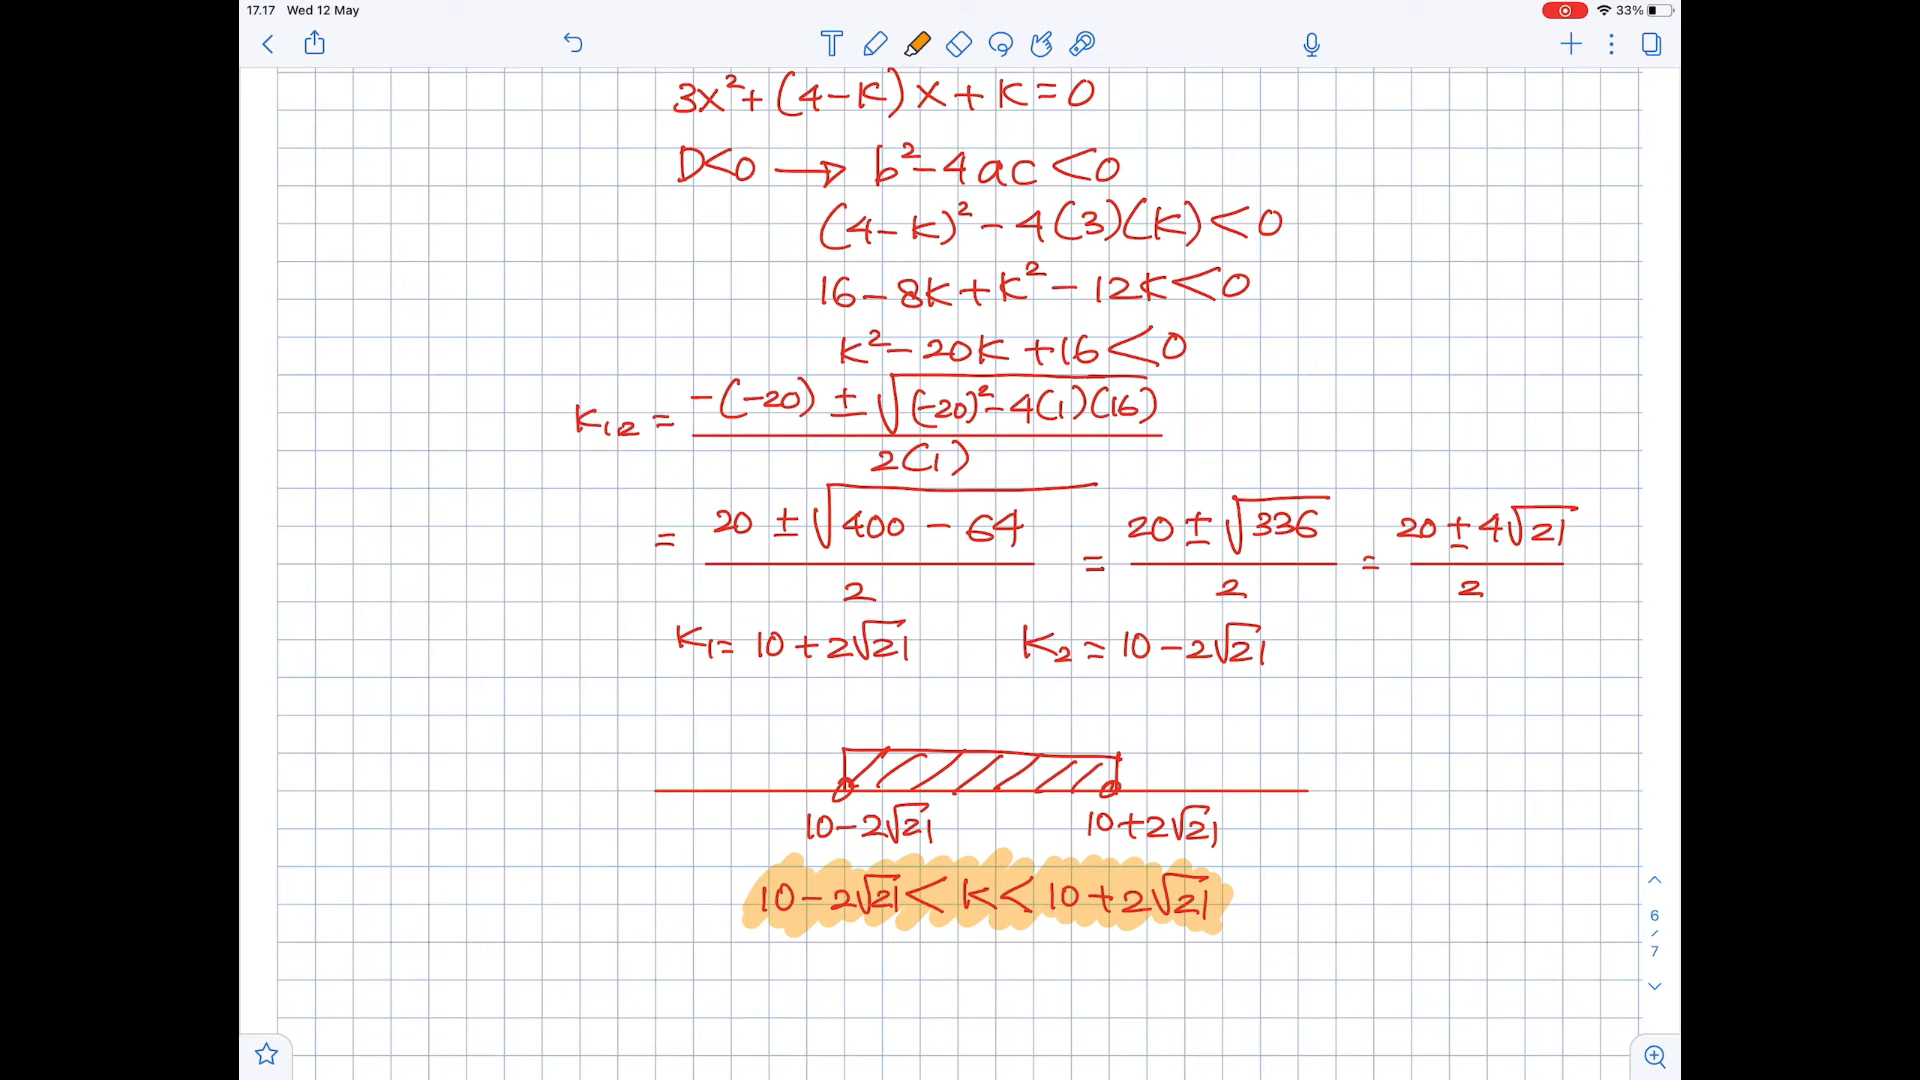 17.17 Wed 12 May 33%
3x²+(4-K)x+K=0
D<0 → b²-4ac<0
(4-K)²-4(3)(K)<0
16-8K+K²-12K<0
K²-20K+16<0
K₁,₂ = (-(-20) ± √((-20)²-4(1)(16))) / 2(1)
= (20 ± √(400-64)) / 2 = (20 ± √336) / 2 = (20 ± 4√21) / 2
K₁= 10+2√21 K₂= 10-2√21
10-2√21 10+2√21
10-2√21 < K < 10+2√21
6
/
7